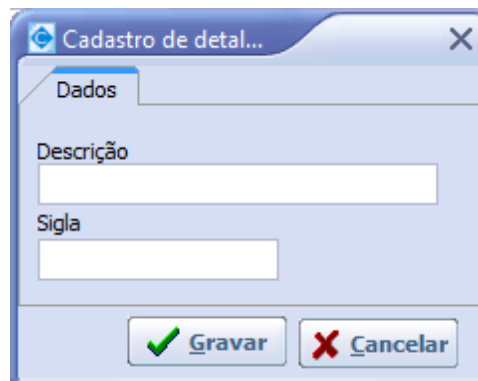 Cadastro de detal...
Dados
Descrição
Sigla
Gravar Cancelar